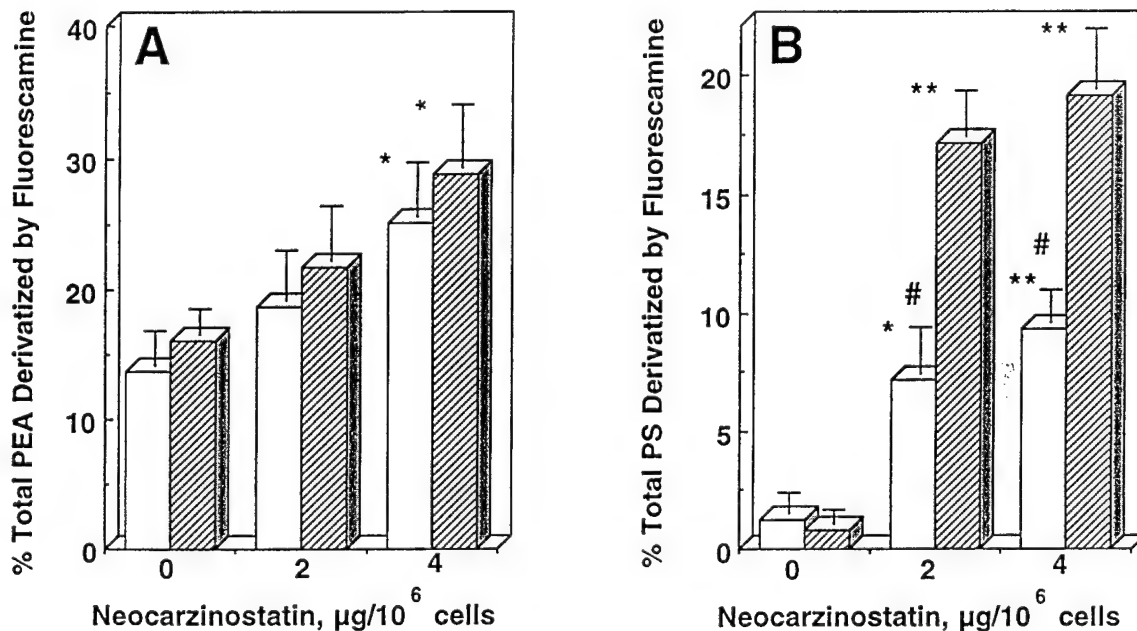 A
% Total PEA Derivatized by Fluorescamine
40
30
20
10
0
*
*
0 2 4
Neocarzinostatin, µg/10⁶ cells
B
% Total PS Derivatized by Fluorescamine
20
15
10
5
0
**
**
#
#
*
**
0 2 4
Neocarzinostatin, µg/10⁶ cells